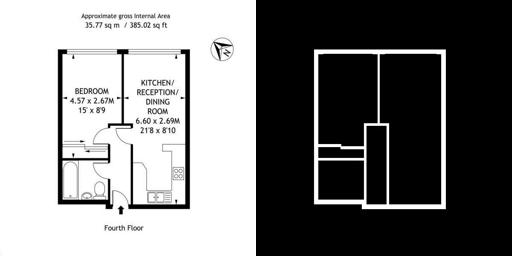 Approximate gross Internal Area
35.77 sq m / 385.02 sq ft
N
BEDROOM
4.57 x 2.67M
15' x 8'9
KITCHEN/
RECEPTION/
DINING
ROOM
6.60 x 2.69M
21'8 x 8'10
Fourth Floor